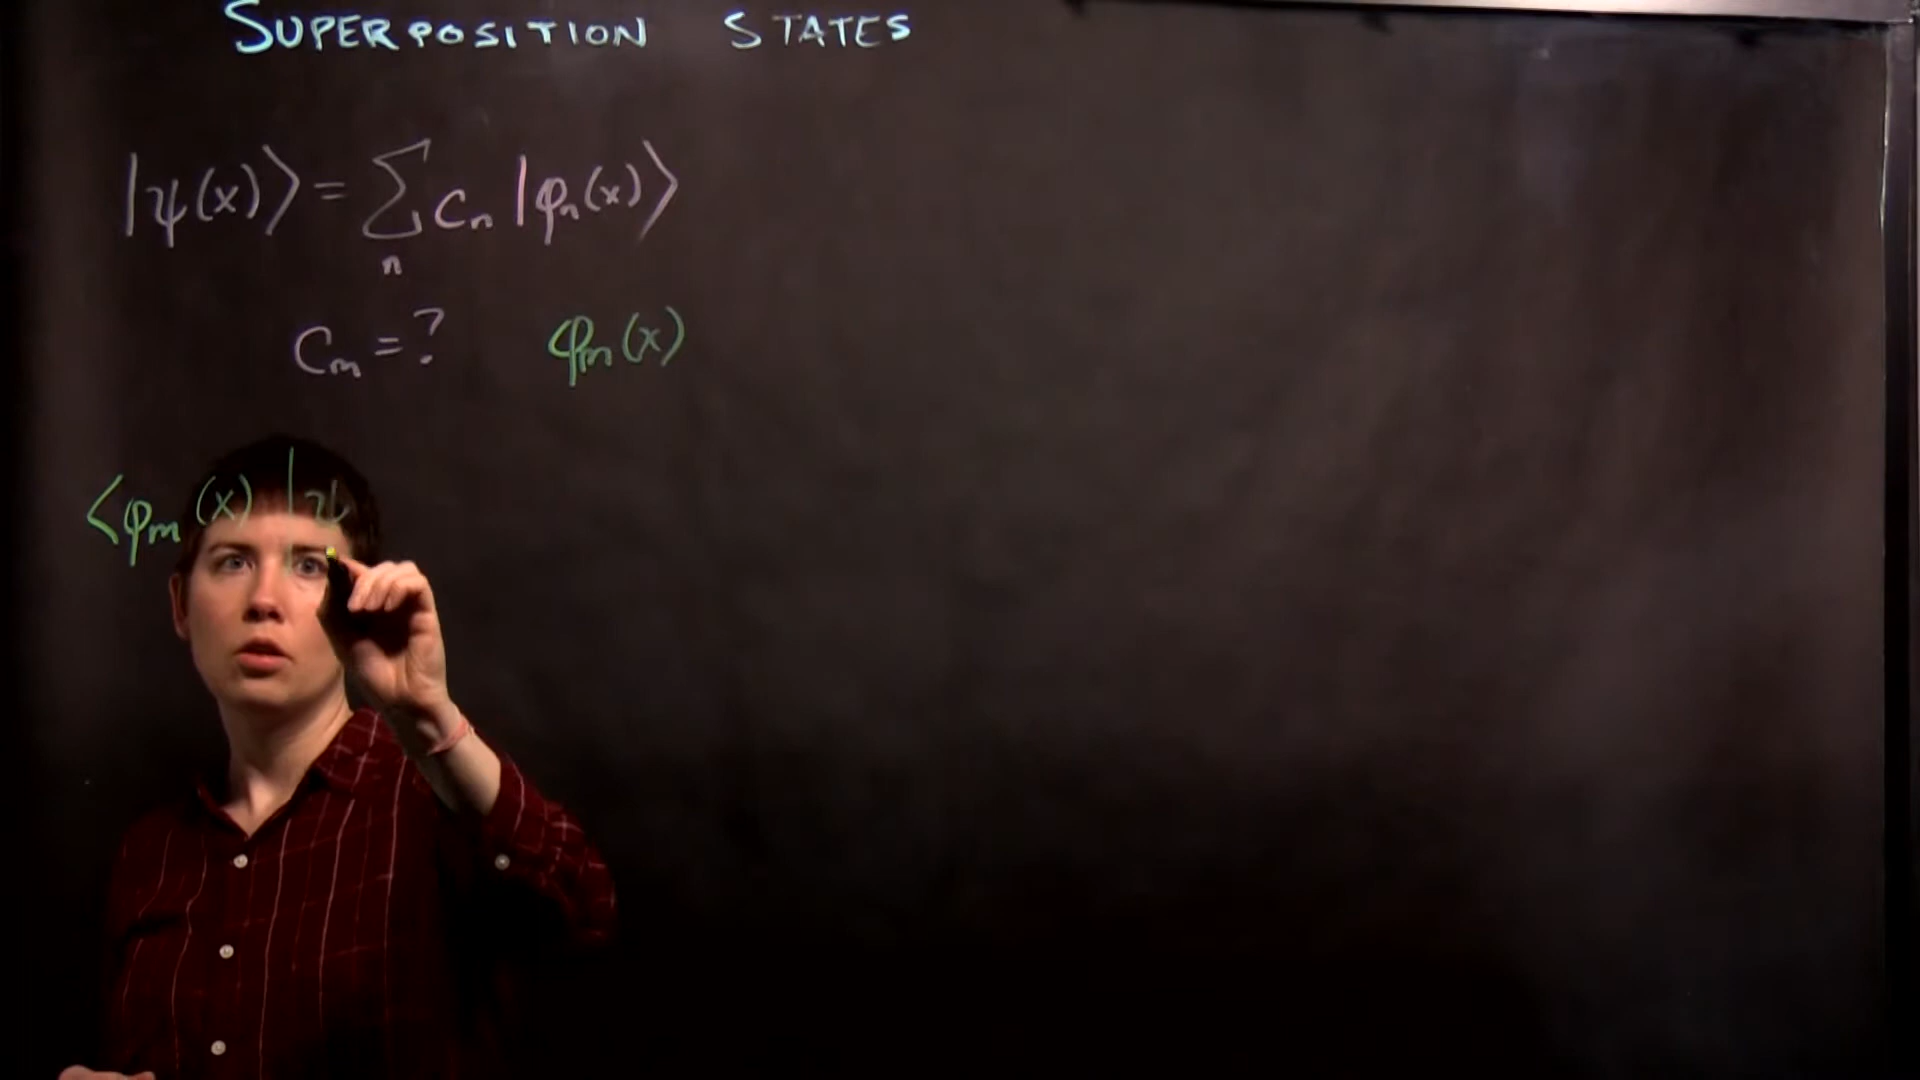 SUPERPOSITION STATES
|ψ(x)⟩ = ∑ₙ cₙ |φₙ(x)⟩
cₘ = ? φₘ(x)
⟨φₘ(x) |ψ